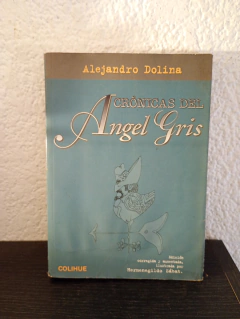 Alejandro Dolina
CRÓNICAS DEL
Angel Gris
Edición
corregida y aumentada,
ilustrada por
Hermenegildo Sábat.
COLIHUE